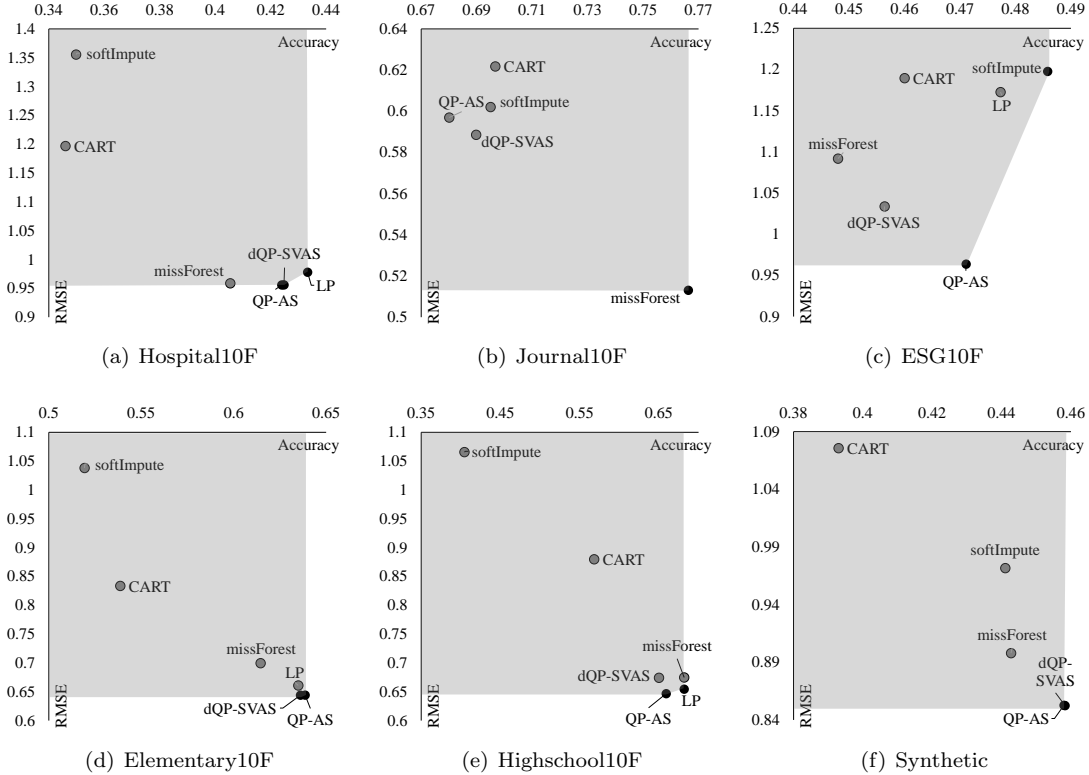 0.34 0.36 0.38 0.4 0.42 0.44
Accuracy
1.4
1.35
1.3
1.25
1.2
1.15
1.1
1.05
1
0.95
0.9
RMSE
softImpute
CART
missForest
dQP-SVAS
QP-AS
LP
(a) Hospital10F
0.67 0.69 0.71 0.73 0.75 0.77
Accuracy
0.64
0.62
0.6
0.58
0.56
0.54
0.52
0.5
RMSE
CART
QP-AS
softImpute
dQP-SVAS
missForest
(b) Journal10F
0.44 0.45 0.46 0.47 0.48 0.49
Accuracy
1.25
1.2
1.15
1.1
1.05
1
0.95
0.9
RMSE
softImpute
CART
LP
missForest
dQP-SVAS
QP-AS
(c) ESG10F
0.5 0.55 0.6 0.65
Accuracy
1.1
1.05
1
0.95
0.9
0.85
0.8
0.75
0.7
0.65
0.6
RMSE
softImpute
CART
missForest
LP
dQP-SVAS
QP-AS
(d) Elementary10F
0.35 0.45 0.55 0.65
Accuracy
1.1
1.05
1
0.95
0.9
0.85
0.8
0.75
0.7
0.65
0.6
RMSE
softImpute
CART
missForest
dQP-SVAS
QP-AS
LP
(e) Highschool10F
0.38 0.4 0.42 0.44 0.46
Accuracy
1.09
1.04
0.99
0.94
0.89
0.84
RMSE
CART
softImpute
missForest
dQP-
SVAS
QP-AS
(f) Synthetic